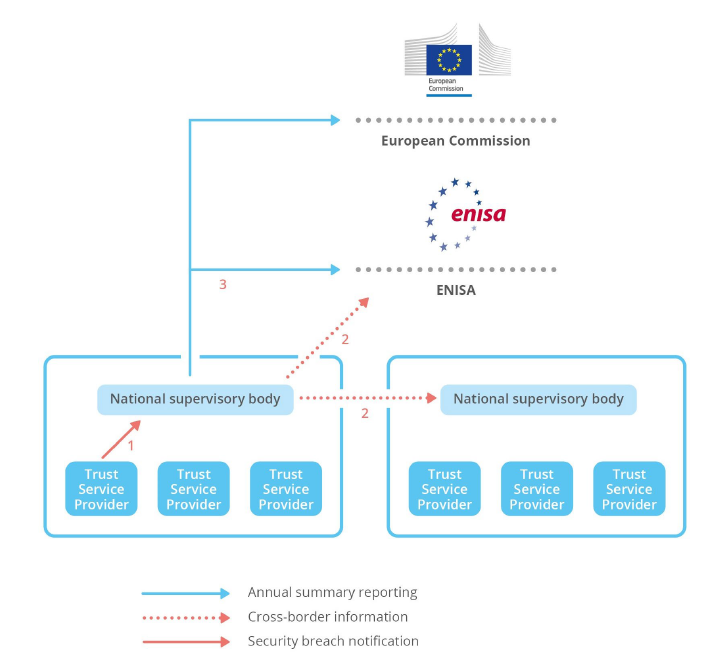 European
Commission
European Commission
enisa
ENISA
3
2
National supervisory body
2
National supervisory body
1
Trust
Service
Provider
Trust
Service
Provider
Trust
Service
Provider
Trust
Service
Provider
Trust
Service
Provider
Trust
Service
Provider
Annual summary reporting
Cross-border information
Security breach notification